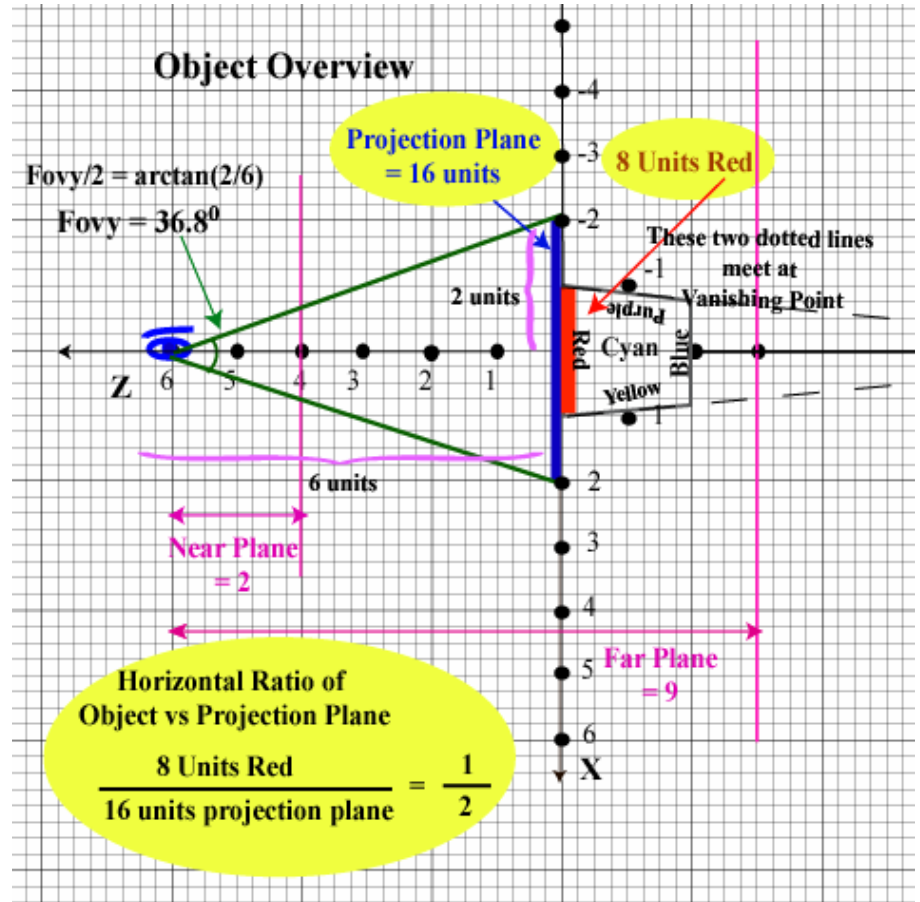 Object Overview
-4
Projection Plane
= 16 units
-3
8 Units Red
Fovy/2 = arctan(2/6)
Fovy = 36.8⁰
-2
These two dotted lines
meet at
Vanishing Point
-1
2 units
Purple
Red
Cyan
Blue
Yellow
Z
6
5
4
3
2
1
1
6 units
2
Near Plane
= 2
3
4
Far Plane
= 9
5
6
X
Horizontal Ratio of
Object vs Projection Plane
8 Units Red
16 units projection plane
=
1
2